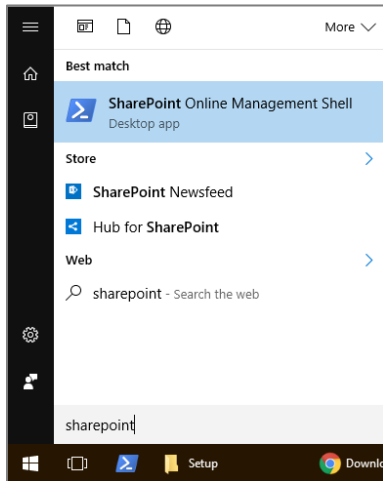 More
Best match
SharePoint Online Management Shell
Desktop app
Store
SharePoint Newsfeed
Hub for SharePoint
Web
sharepoint - Search the web
sharepoint
Setup
Downlo